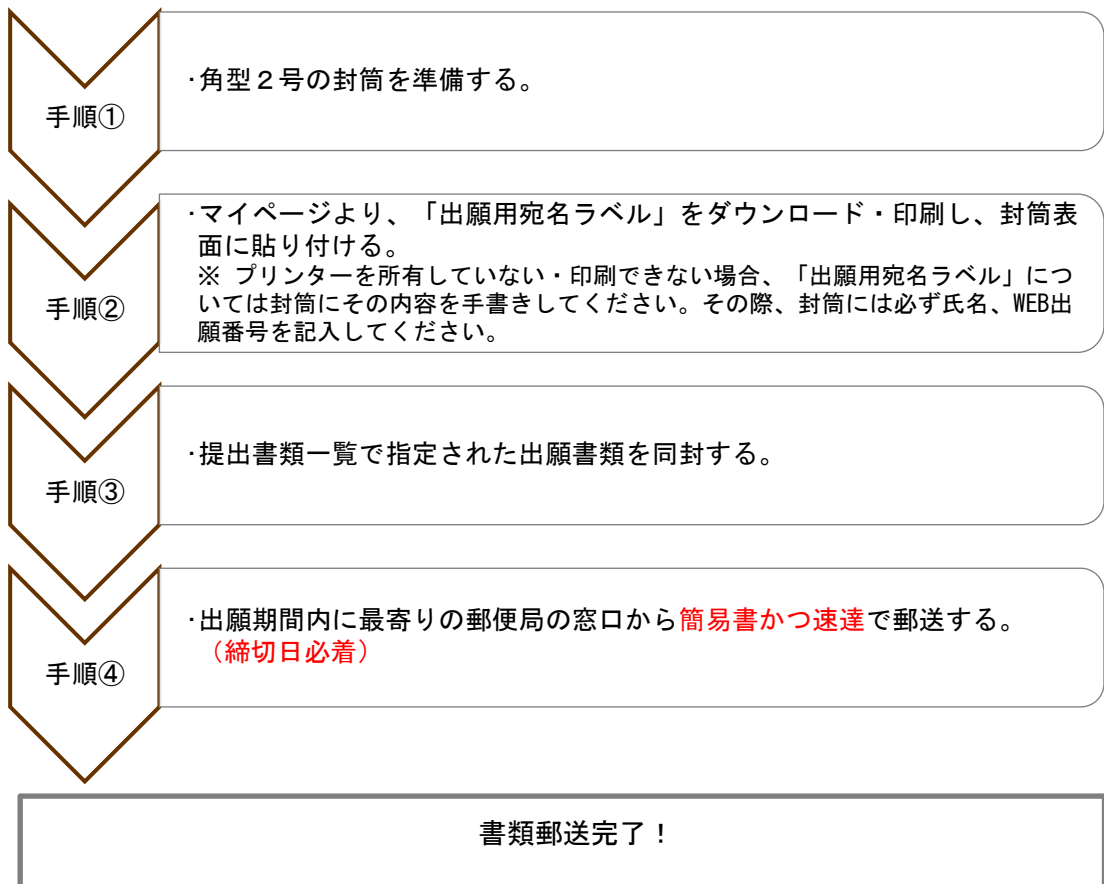 手順①
・角型２号の封筒を準備する。
手順②
・マイページより、「出願用宛名ラベル」をダウンロード・印刷し、封筒表
面に貼り付ける。
※ プリンターを所有していない・印刷できない場合、「出願用宛名ラベル」につ
いては封筒にその内容を手書きしてください。その際、封筒には必ず氏名、WEB出
願番号を記入してください。
手順③
・提出書類一覧で指定された出願書類を同封する。
手順④
・出願期間内に最寄りの郵便局の窓口から簡易書かつ速達で郵送する。
（締切日必着）
書類郵送完了！